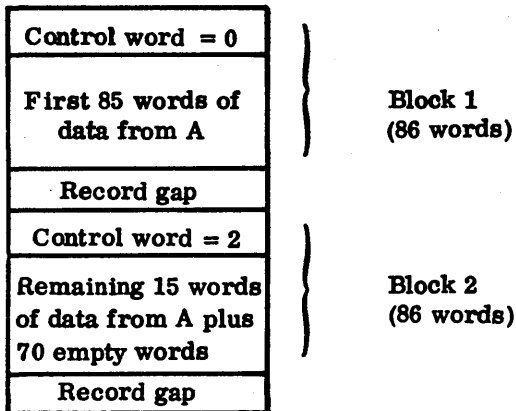 Control word = 0
First 85 words of
data from A
Block 1
(86 words)
Record gap
Control word = 2
Remaining 15 words
of data from A plus
70 empty words
Block 2
(86 words)
Record gap